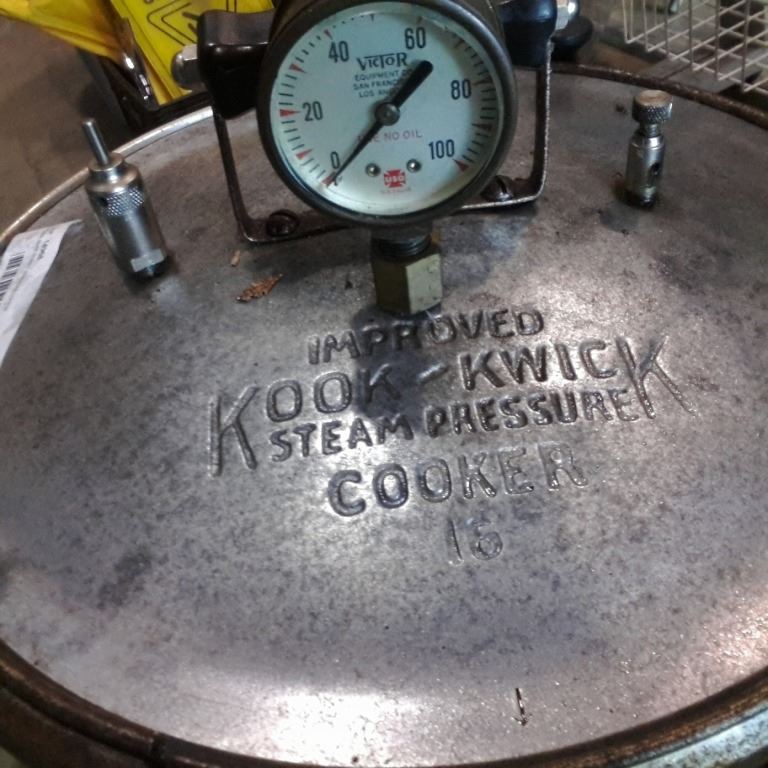 40 60
VICTOR
EQUIPMENT CO
SAN FRANCISCO
LOS ANGELES
20 80
USE NO OIL
0 100
USG
IMPROVED
KOOK-KWICK
STEAM PRESSURE
COOKER
16